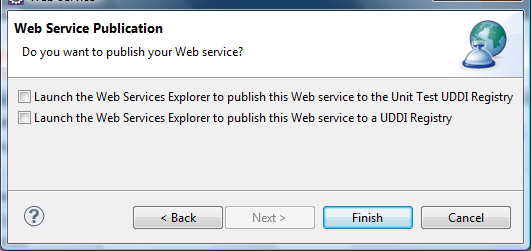 Web Service Publication
Do you want to publish your Web service?
Launch the Web Services Explorer to publish this Web service to the Unit Test UDDI Registry
Launch the Web Services Explorer to publish this Web service to a UDDI Registry
?
< Back
Next >
Finish
Cancel